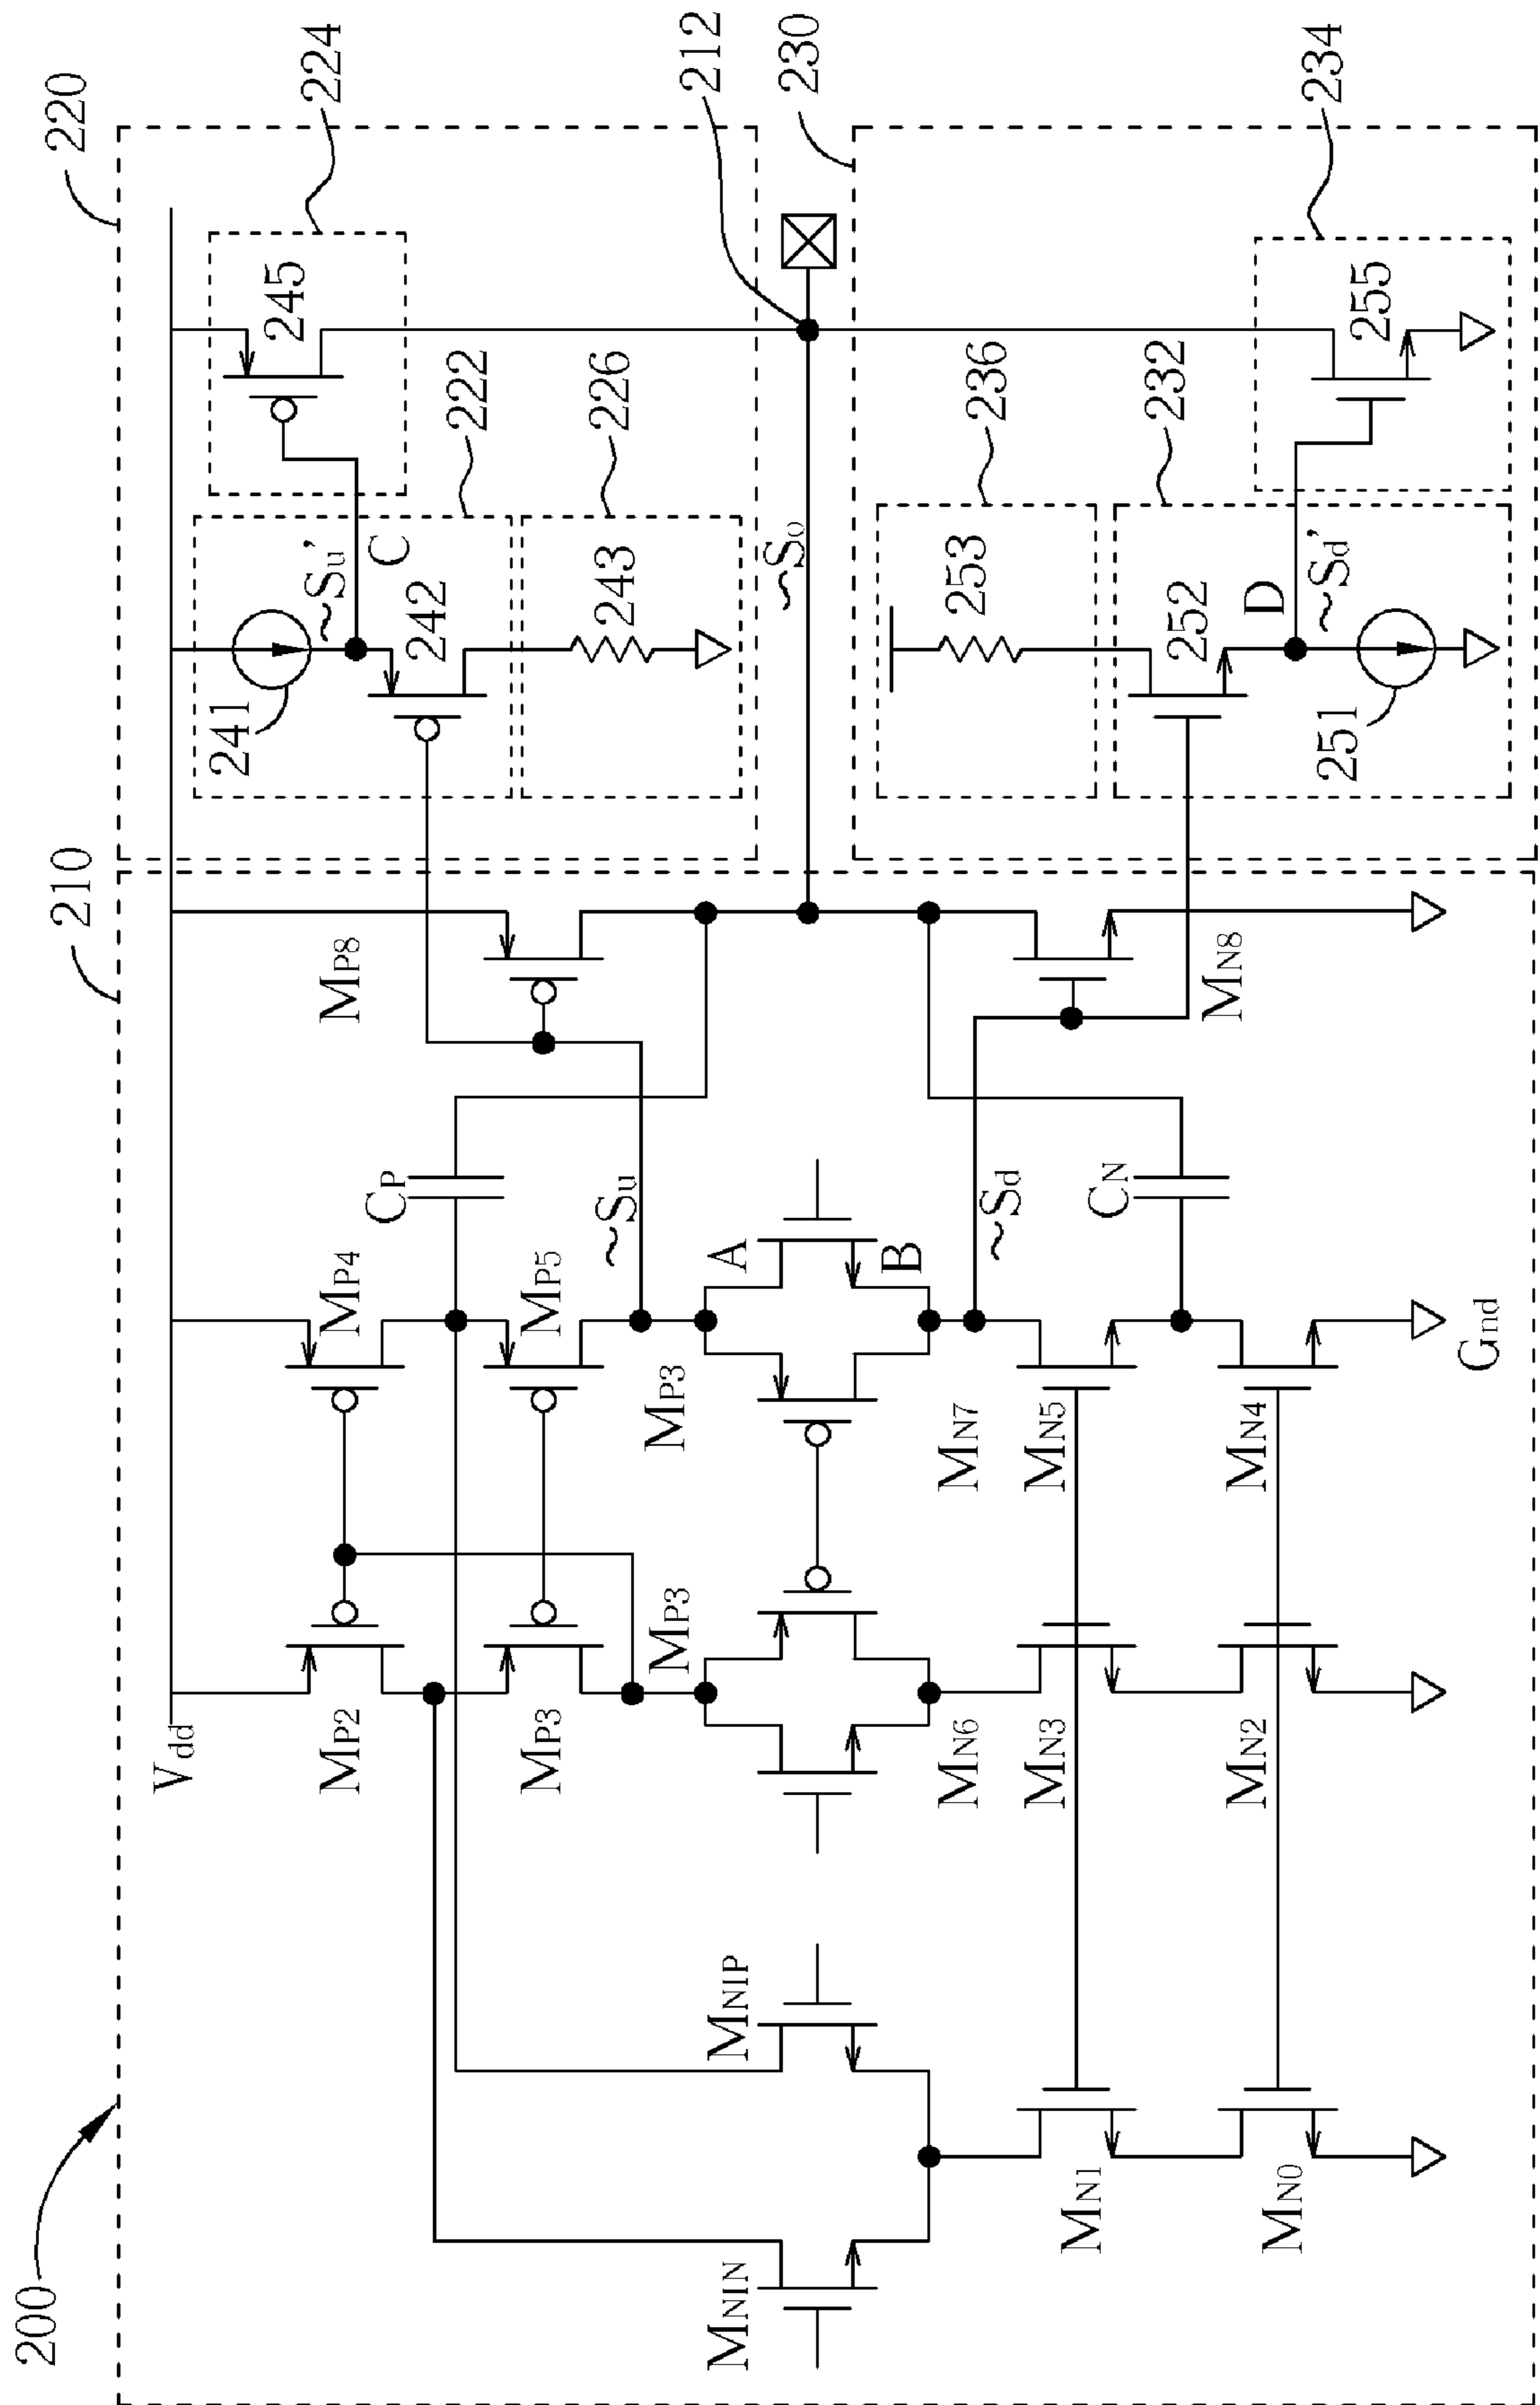 200
210
220
224
212
230
234
Vdd
MP2
MP4
CP
MP8
241
~Su'
C
245
222
242
226
243
MP3
MP5
~Su
MP3
MP3
A
~So
MNIN
MNIP
B
236
253
MN6
MN7
~Sd
232
252
D
255
MN1
MN3
MN5
CN
MN8
~Sd'
251
MN0
MN2
MN4
Gnd